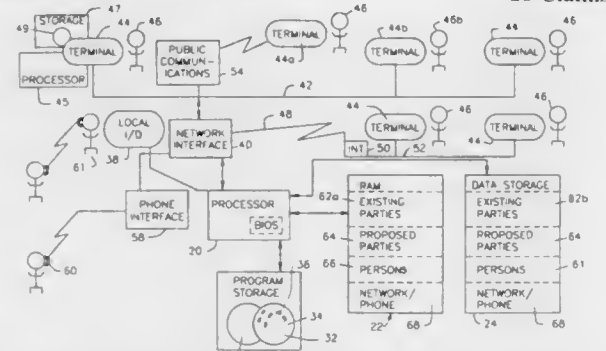 STORAGE 47
49
44
46
TERMINAL
PROCESSOR
45
PUBLIC
COMMUN-
ICATIONS
54
46
TERMINAL
44a
44b
46b
TERMINAL
44
46
TERMINAL
42
LOCAL
I/O
38
61
NETWORK
INTERFACE
40
48
44
46
TERMINAL
INT
50
52
46
TERMINAL
44
PHONE
INTERFACE
58
60
PROCESSOR
BIOS
20
RAM
62a
EXISTING
PARTIES
PROPOSED
PARTIES
64
PERSONS
66
NETWORK/
PHONE
68
22
DATA STORAGE
EXISTING
PARTIES
82b
PROPOSED
PARTIES
64
PERSONS
61
NETWORK/
PHONE
68
24
PROGRAM
STORAGE
36
34
32